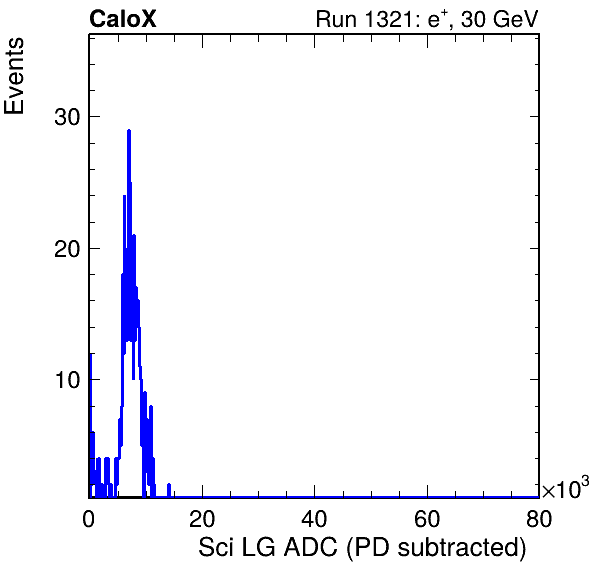 CaloX Run 1321: e⁺, 30 GeV
Events
30
20
10
0 20 40 60 80
×10³
Sci LG ADC (PD subtracted)